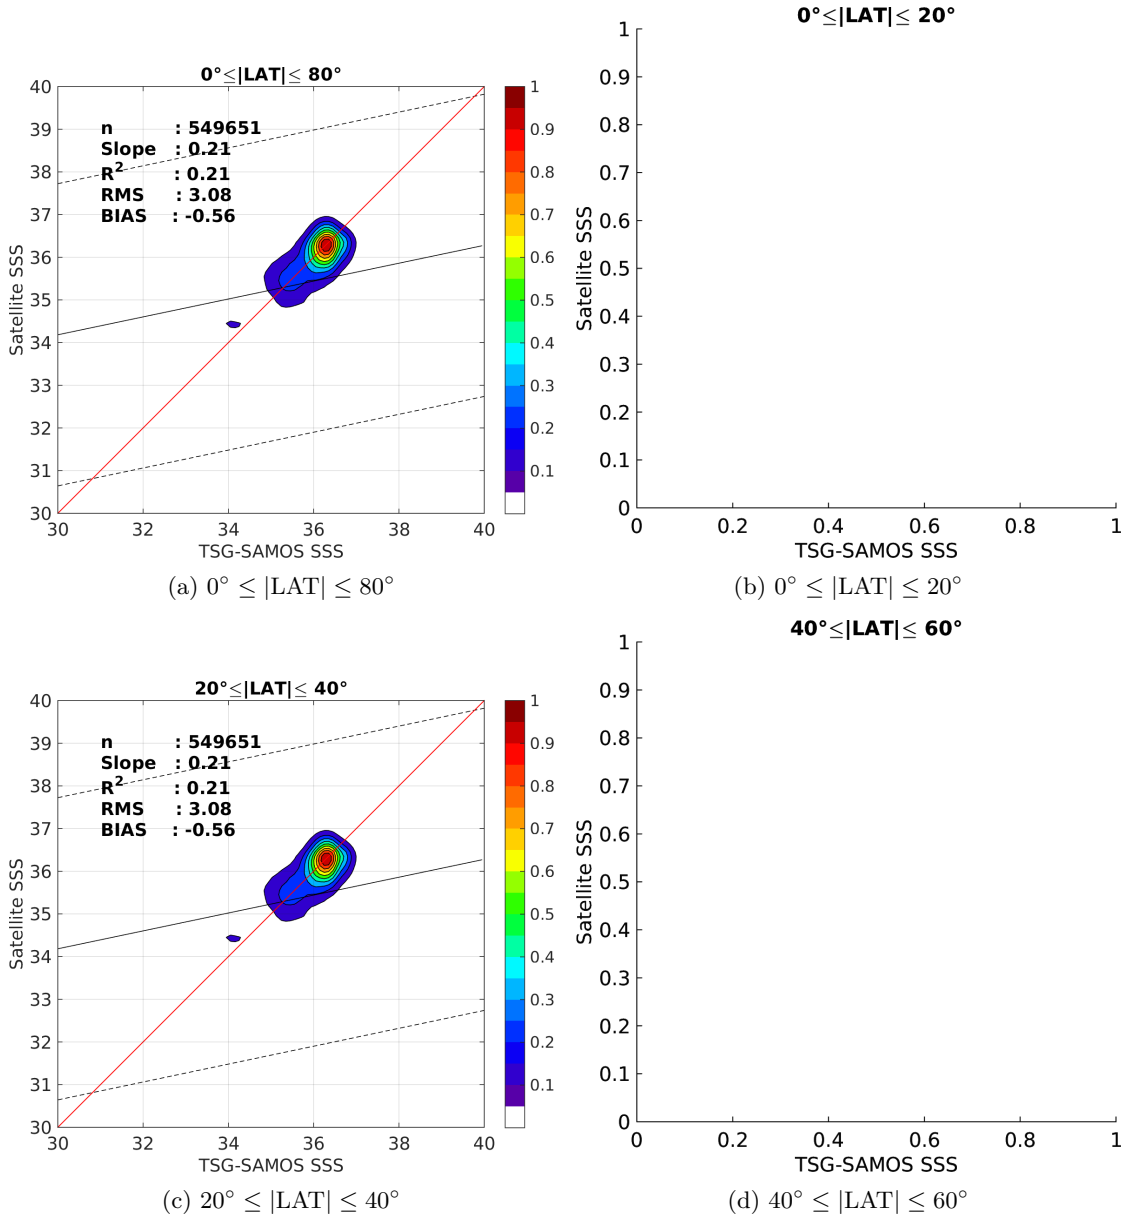 0°≤|LAT|≤ 80°
40
39
38
37
36
35
34
33
32
31
30
Satellite SSS
n : 549651
Slope : 0.21
R2 : 0.21
RMS : 3.08
BIAS : -0.56
30 32 34 36 38 40
TSG-SAMOS SSS
1
0.9
0.8
0.7
0.6
0.5
0.4
0.3
0.2
0.1
(a) 0° ≤ |LAT| ≤ 80°
0°≤|LAT|≤ 20°
1
0.9
0.8
0.7
0.6
0.5
0.4
0.3
0.2
0.1
0
Satellite SSS
0 0.2 0.4 0.6 0.8 1
TSG-SAMOS SSS
(b) 0° ≤ |LAT| ≤ 20°
20°≤|LAT|≤ 40°
40
39
38
37
36
35
34
33
32
31
30
Satellite SSS
n : 549651
Slope : 0.21
R2 : 0.21
RMS : 3.08
BIAS : -0.56
30 32 34 36 38 40
TSG-SAMOS SSS
1
0.9
0.8
0.7
0.6
0.5
0.4
0.3
0.2
0.1
(c) 20° ≤ |LAT| ≤ 40°
40°≤|LAT|≤ 60°
1
0.9
0.8
0.7
0.6
0.5
0.4
0.3
0.2
0.1
0
Satellite SSS
0 0.2 0.4 0.6 0.8 1
TSG-SAMOS SSS
(d) 40° ≤ |LAT| ≤ 60°